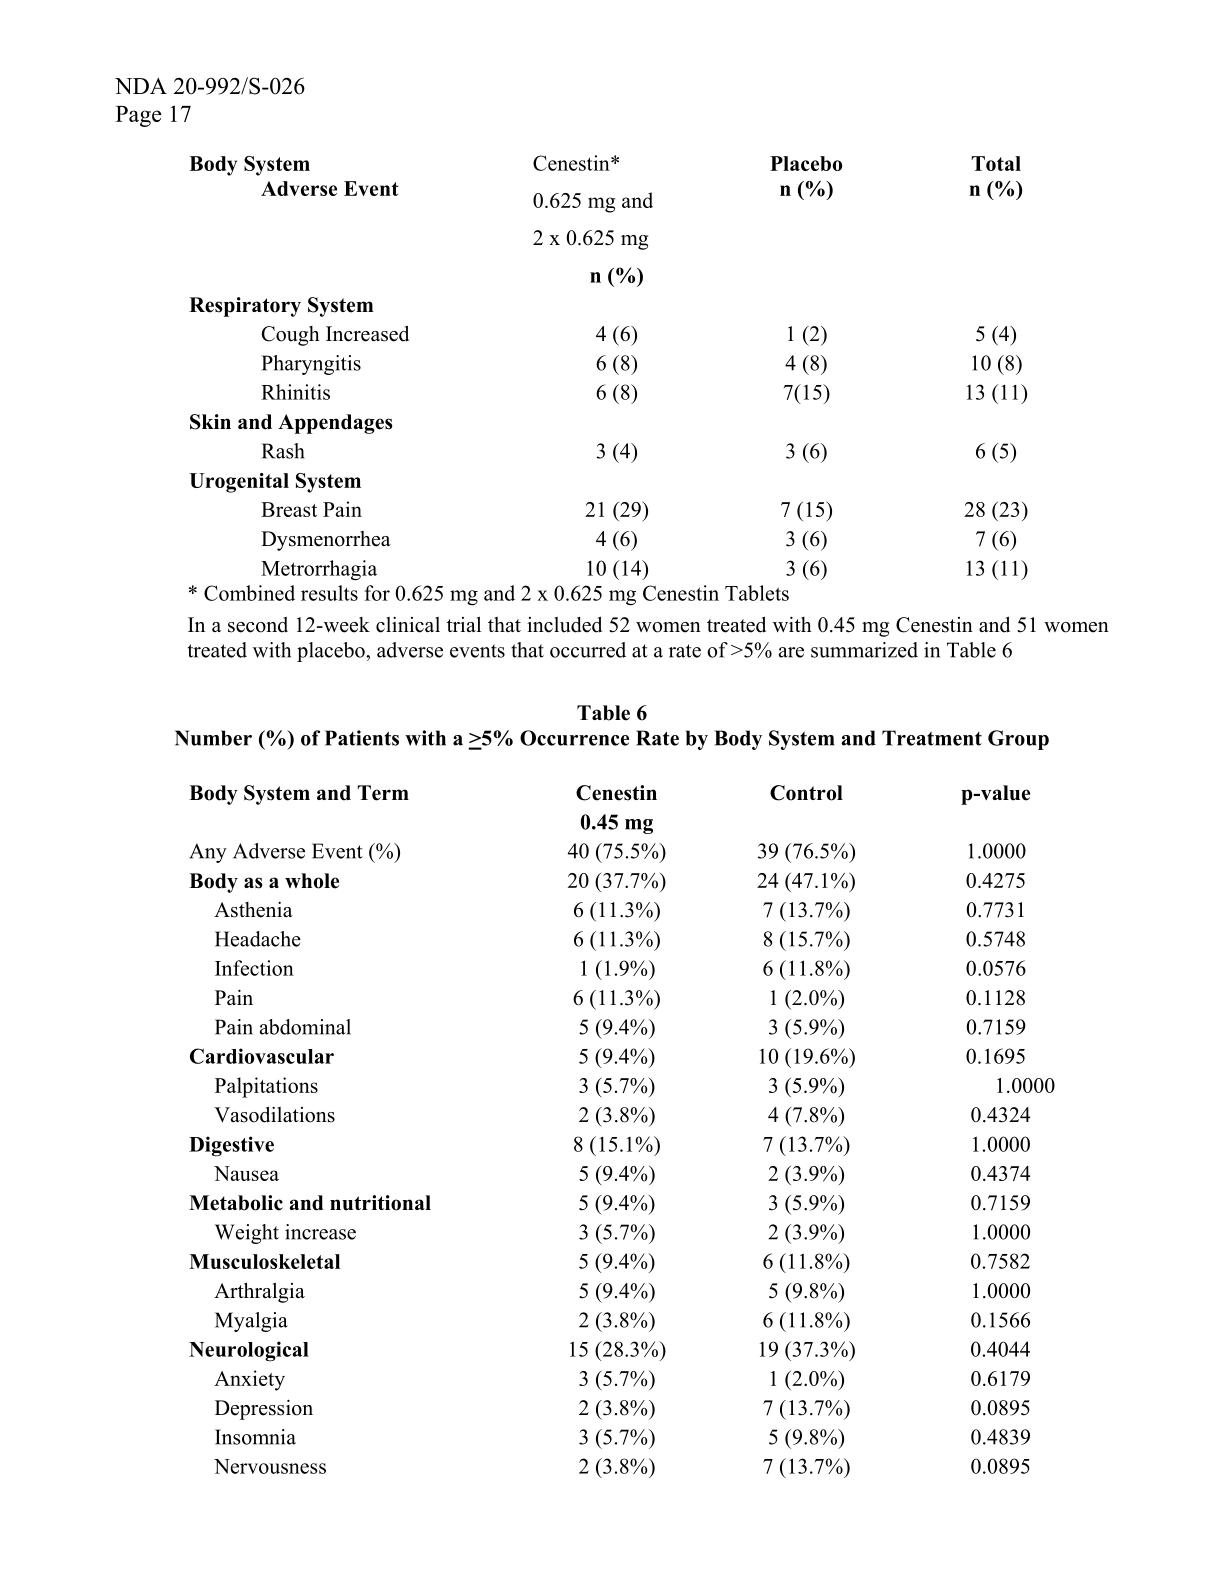 NDA 20-992/S-026
Page 17
Body System Cenestin* Placebo Total
Adverse Event n (%) n (%)
0.625 mg and
2 x 0.625 mg
n (%)
Respiratory System
Cough Increased 4 (6) 1 (2) 5 (4)
Pharyngitis 6 (8) 4 (8) 10 (8)
Rhinitis 6 (8) 7(15) 13 (11)
Skin and Appendages
Rash 3 (4) 3 (6) 6 (5)
Urogenital System
Breast Pain 21 (29) 7 (15) 28 (23)
Dysmenorrhea 4 (6) 3 (6) 7 (6)
Metrorrhagia 10 (14) 3 (6) 13 (11)
* Combined results for 0.625 mg and 2 x 0.625 mg Cenestin Tablets
In a second 12-week clinical trial that included 52 women treated with 0.45 mg Cenestin and 51 women
treated with placebo, adverse events that occurred at a rate of >5% are summarized in Table 6
Table 6
Number (%) of Patients with a ≥5% Occurrence Rate by Body System and Treatment Group
Body System and Term Cenestin Control p-value
0.45 mg
Any Adverse Event (%) 40 (75.5%) 39 (76.5%) 1.0000
Body as a whole 20 (37.7%) 24 (47.1%) 0.4275
Asthenia 6 (11.3%) 7 (13.7%) 0.7731
Headache 6 (11.3%) 8 (15.7%) 0.5748
Infection 1 (1.9%) 6 (11.8%) 0.0576
Pain 6 (11.3%) 1 (2.0%) 0.1128
Pain abdominal 5 (9.4%) 3 (5.9%) 0.7159
Cardiovascular 5 (9.4%) 10 (19.6%) 0.1695
Palpitations 3 (5.7%) 3 (5.9%) 1.0000
Vasodilations 2 (3.8%) 4 (7.8%) 0.4324
Digestive 8 (15.1%) 7 (13.7%) 1.0000
Nausea 5 (9.4%) 2 (3.9%) 0.4374
Metabolic and nutritional 5 (9.4%) 3 (5.9%) 0.7159
Weight increase 3 (5.7%) 2 (3.9%) 1.0000
Musculoskeletal 5 (9.4%) 6 (11.8%) 0.7582
Arthralgia 5 (9.4%) 5 (9.8%) 1.0000
Myalgia 2 (3.8%) 6 (11.8%) 0.1566
Neurological 15 (28.3%) 19 (37.3%) 0.4044
Anxiety 3 (5.7%) 1 (2.0%) 0.6179
Depression 2 (3.8%) 7 (13.7%) 0.0895
Insomnia 3 (5.7%) 5 (9.8%) 0.4839
Nervousness 2 (3.8%) 7 (13.7%) 0.0895